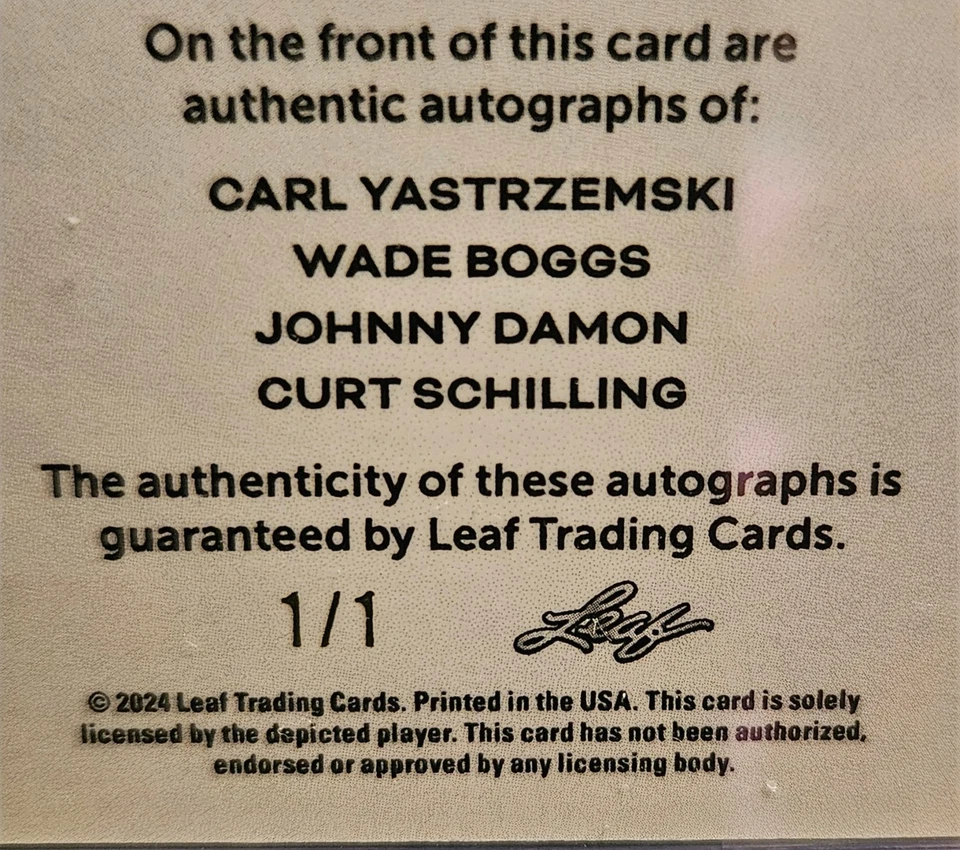 On the front of this card are
authentic autographs of:
CARL YASTRZEMSKI
WADE BOGGS
JOHNNY DAMON
CURT SCHILLING
The authenticity of these autographs is
guaranteed by Leaf Trading Cards.
1/1 Leaf
© 2024 Leaf Trading Cards. Printed in the USA. This card is solely
licensed by the depicted player. This card has not been authorized,
endorsed or approved by any licensing body.